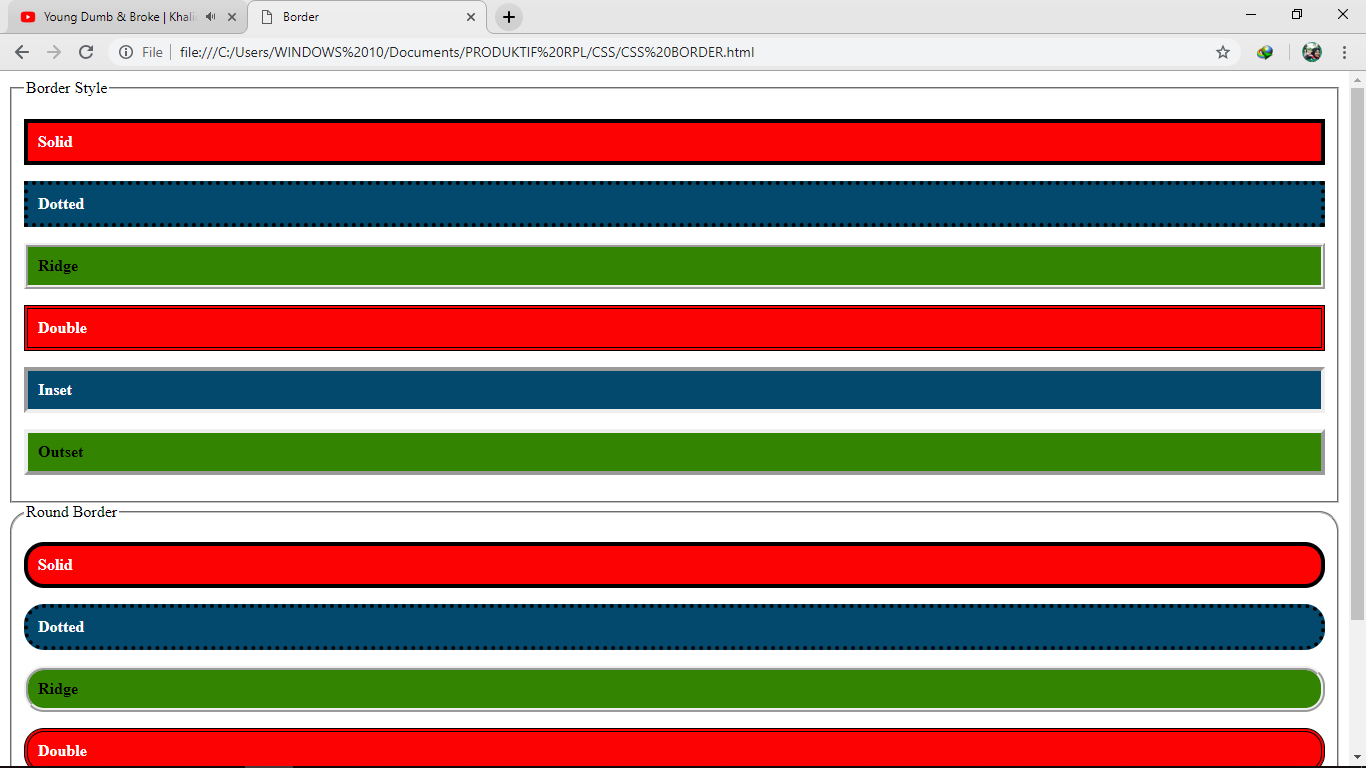 Young Dumb & Broke | Khali
Border
File
file:///C:/Users/WINDOWS%2010/Documents/PRODUKTIF%20RPL/CSS/CSS%20BORDER.html
Border Style
Solid
Dotted
Ridge
Double
Inset
Outset
Round Border
Solid
Dotted
Ridge
Double